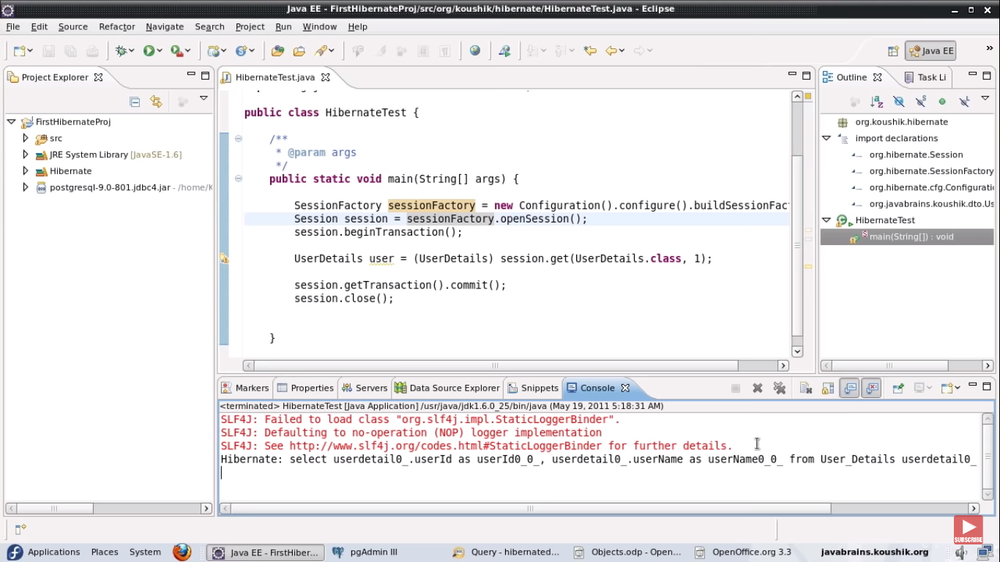 Java EE - FirstHibernateProj/src/org/koushik/hibernate/HibernateTest.java - Eclipse
File Edit Source Refactor Navigate Search Project Run Window Help
Java EE
Project Explorer
FirstHibernateProj
src
JRE System Library [JavaSE-1.6]
Hibernate
postgresql-9.0-801.jdbc4.jar - /home/K
HibernateTest.java
public class HibernateTest {
/**
* @param args
*/
public static void main(String[] args) {
SessionFactory sessionFactory = new Configuration().configure().buildSessionFac
Session session = sessionFactory.openSession();
session.beginTransaction();
UserDetails user = (UserDetails) session.get(UserDetails.class, 1);
session.getTransaction().commit();
session.close();
}
Outline Task Li
org.koushik.hibernate
import declarations
org.hibernate.Session
org.hibernate.SessionFactory
org.hibernate.cfg.Configurati
org.javabrains.koushik.dto.Us
HibernateTest
main(String[]) : void
Markers Properties Servers Data Source Explorer Snippets Console
<terminated> HibernateTest [Java Application] /usr/java/jdk1.6.0_25/bin/java (May 19, 2011 5:18:31 AM)
SLF4J: Failed to load class "org.slf4j.impl.StaticLoggerBinder".
SLF4J: Defaulting to no-operation (NOP) logger implementation
SLF4J: See http://www.slf4j.org/codes.html#StaticLoggerBinder for further details.
Hibernate: select userdetail0_.userId as userId0_0_, userdetail0_.userName as userName0_0_ from User_Details userdetail0_
SUBSCRIBE
Applications Places System Java EE - FirstHiber... pgAdmin III Query - hibernated... Objects.odp - Open... OpenOffice.org 3.3 javabrains.koushik.org